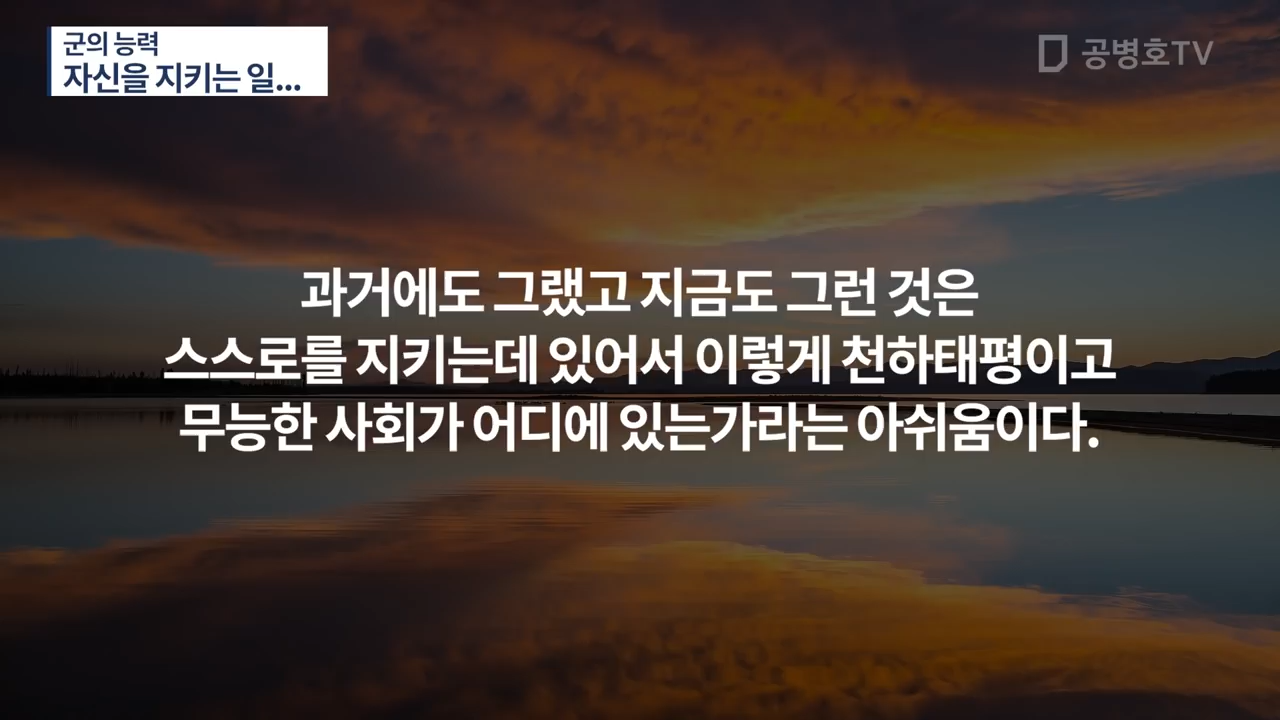 군의 능력
자신을 지키는 일...
공병호TV
과거에도 그랬고 지금도 그런 것은
스스로를 지키는데 있어서 이렇게 천하태평이고
무능한 사회가 어디에 있는가라는 아쉬움이다.